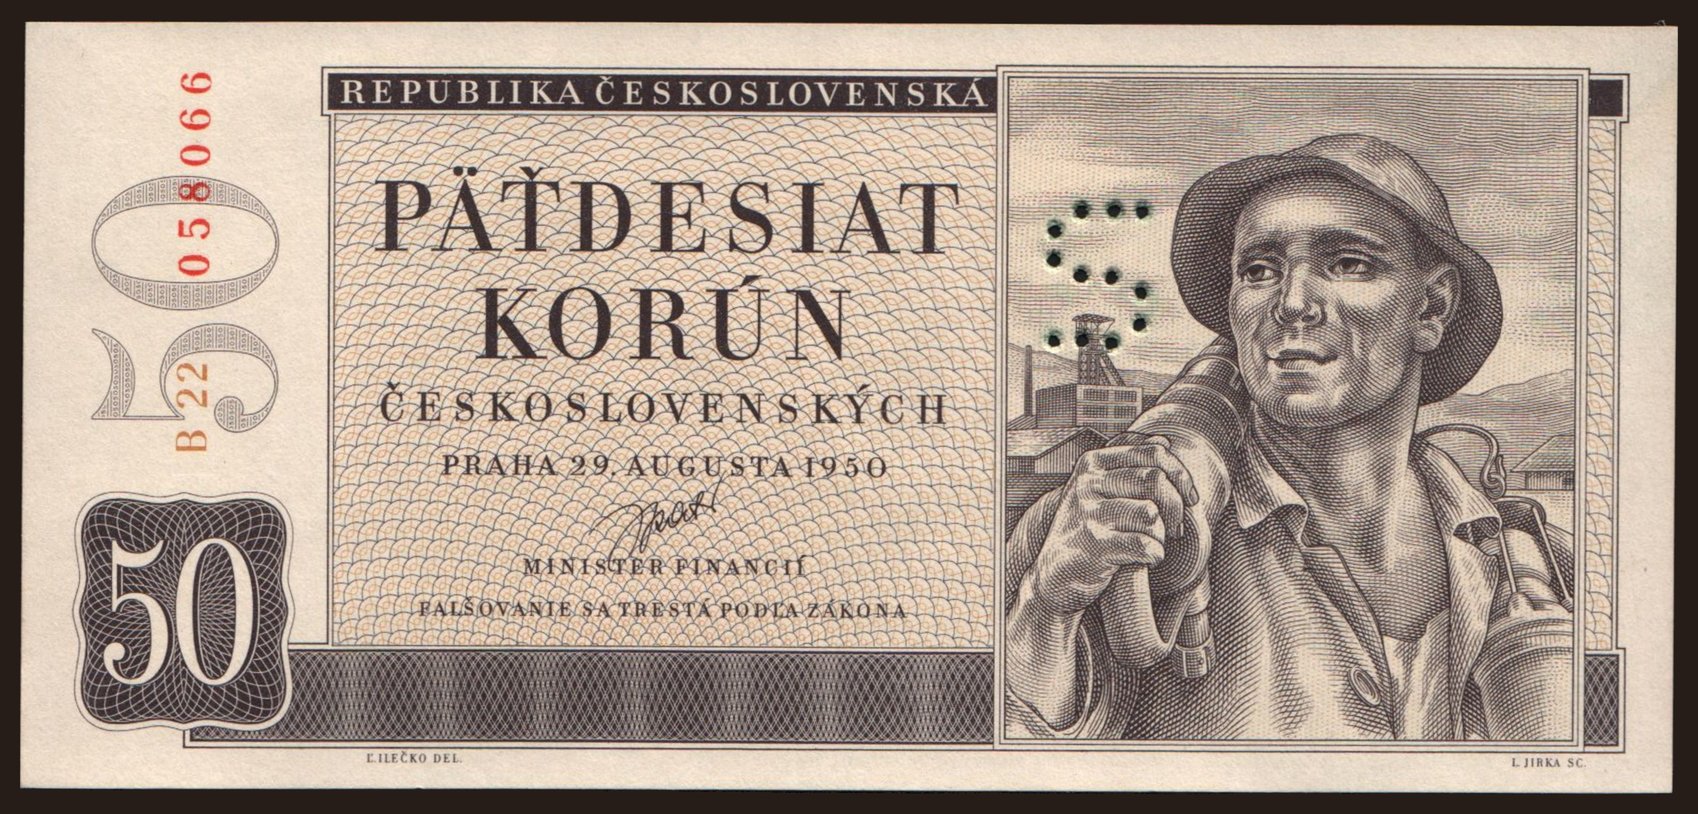 REPUBLIKA ČESKOSLOVENSKÁ
PÄŤDESIAT
KORÚN
ČESKOSLOVENSKÝCH
PRAHA 29. AUGUSTA 1950
MINISTER FINANCIÍ
FALŠOVANIE SA TRESTÁ PODĽA ZÁKONA
50
B 22 058066
50
S
Ľ. ILEČKO DEL.
L. JIRKA SC.